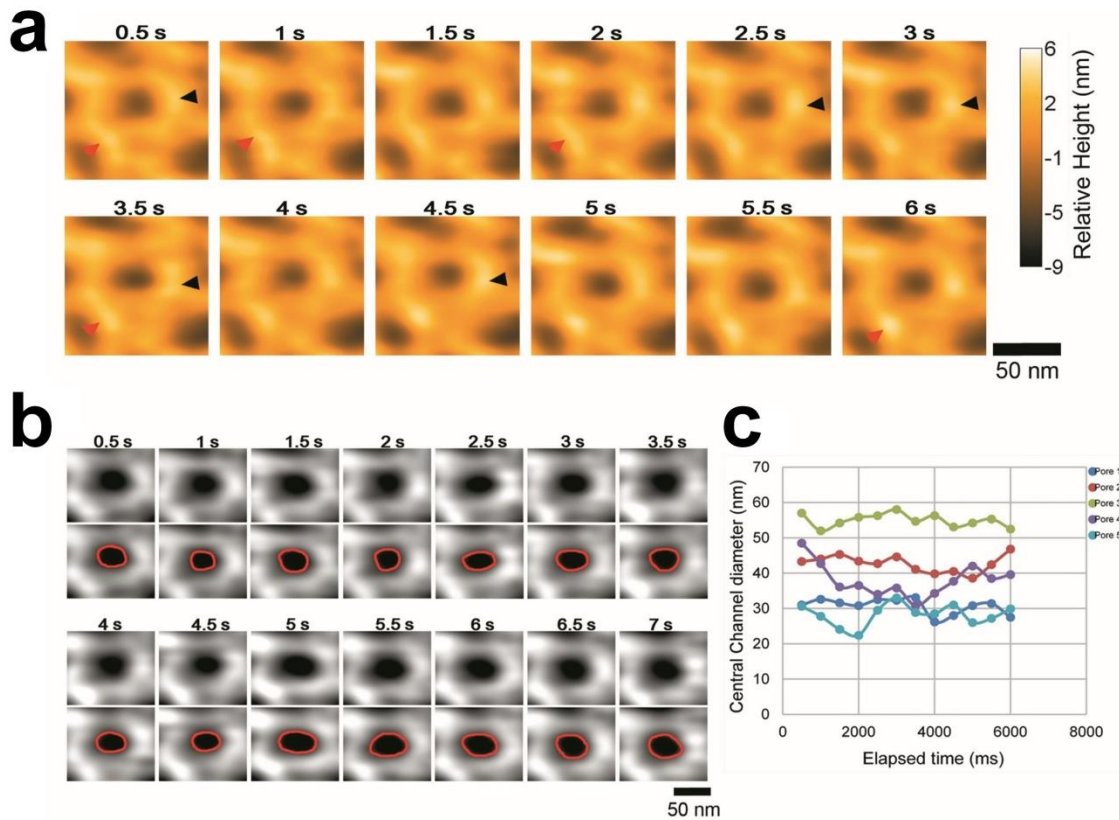 a
0.5 s 1 s 1.5 s 2 s 2.5 s 3 s
3.5 s 4 s 4.5 s 5 s 5.5 s 6 s
6
2
-1
-5
-9
Relative Height (nm)
50 nm
b
0.5 s 1 s 1.5 s 2 s 2.5 s 3 s 3.5 s
4 s 4.5 s 5 s 5.5 s 6 s 6.5 s 7 s
50 nm
c
Central Channel diameter (nm)
70
60
50
40
30
20
10
0
0 2000 4000 6000 8000
Elapsed time (ms)
Pore 1
Pore 2
Pore 3
Pore 4
Pore 5